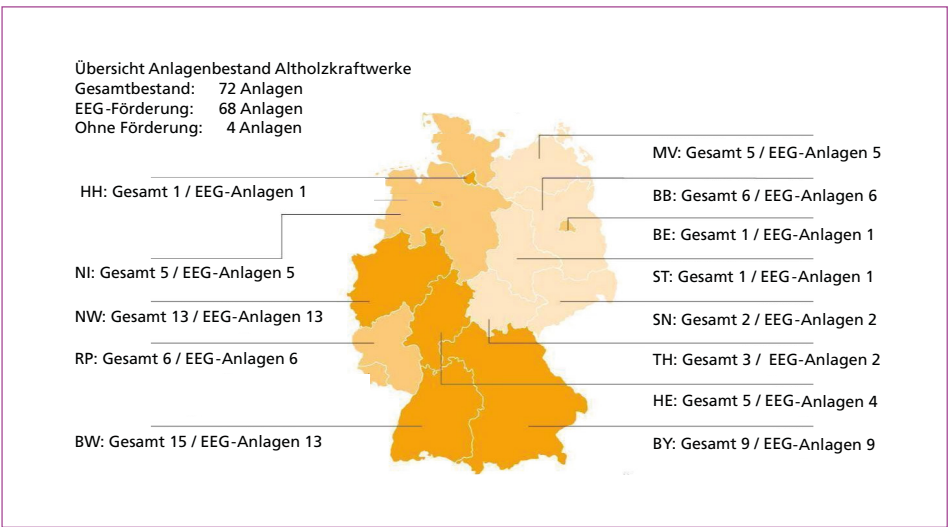 Übersicht Anlagenbestand Altholzkraftwerke
Gesamtbestand: 72 Anlagen
EEG-Förderung: 68 Anlagen
Ohne Förderung: 4 Anlagen
HH: Gesamt 1 / EEG-Anlagen 1
NI: Gesamt 5 / EEG-Anlagen 5
NW: Gesamt 13 / EEG-Anlagen 13
RP: Gesamt 6 / EEG-Anlagen 6
BW: Gesamt 15 / EEG-Anlagen 13
MV: Gesamt 5 / EEG-Anlagen 5
BB: Gesamt 6 / EEG-Anlagen 6
BE: Gesamt 1 / EEG-Anlagen 1
ST: Gesamt 1 / EEG-Anlagen 1
SN: Gesamt 2 / EEG-Anlagen 2
TH: Gesamt 3 / EEG-Anlagen 2
HE: Gesamt 5 / EEG-Anlagen 4
BY: Gesamt 9 / EEG-Anlagen 9